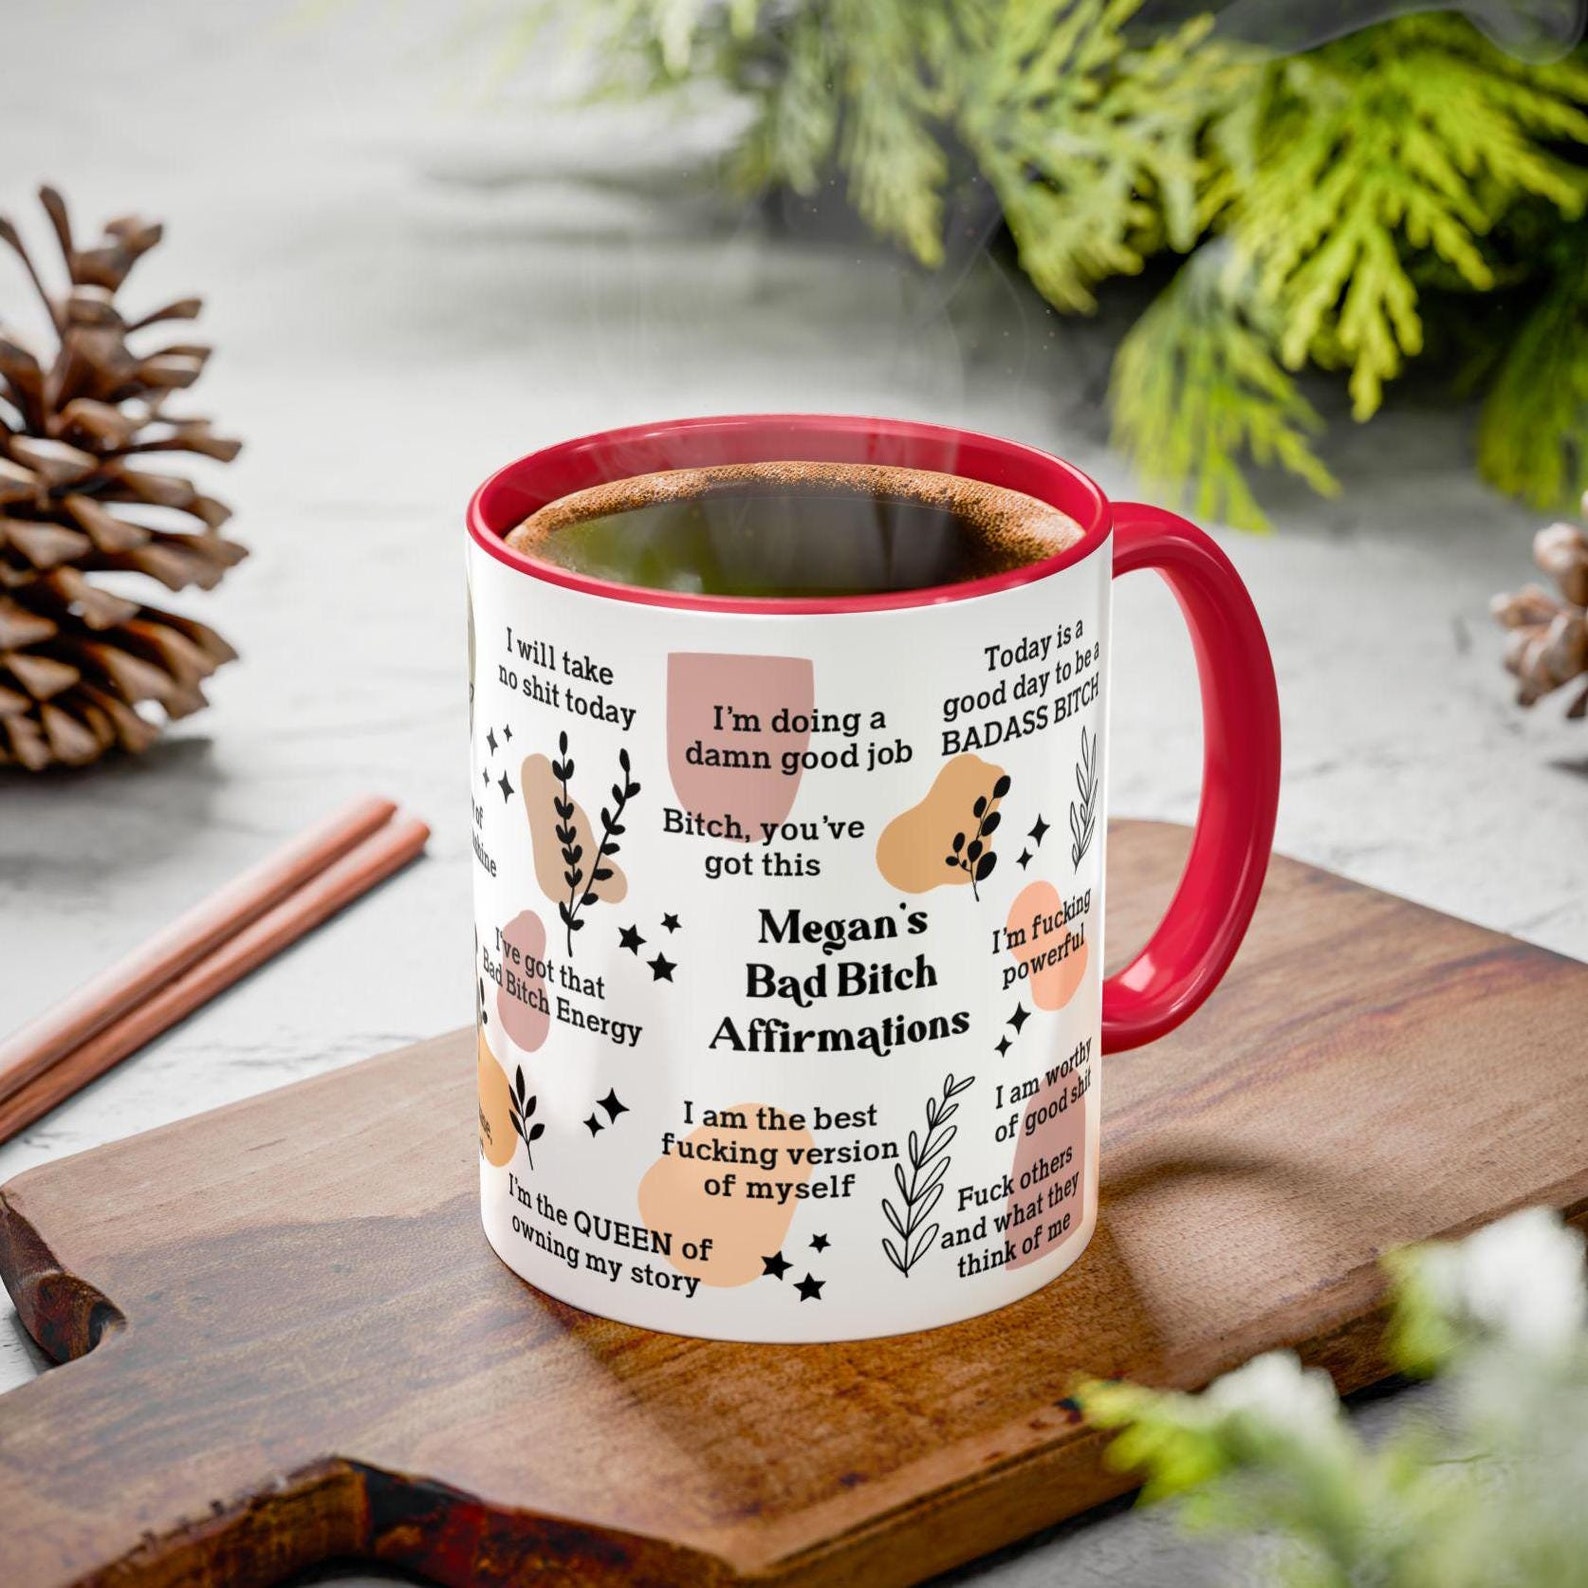 I will take
no shit today
I'm doing a
damn good job
Today is a
good day to be a
BADASS BITCH
Bitch, you've
got this
of
Megan's
Bad Bitch
Affirmations
I've got that
Bad Bitch Energy
I'm fucking
powerful
I am worthy
of good shit
I am the best
fucking version
of myself
Fuck others
and what they
think of me
I'm the QUEEN of
owning my story